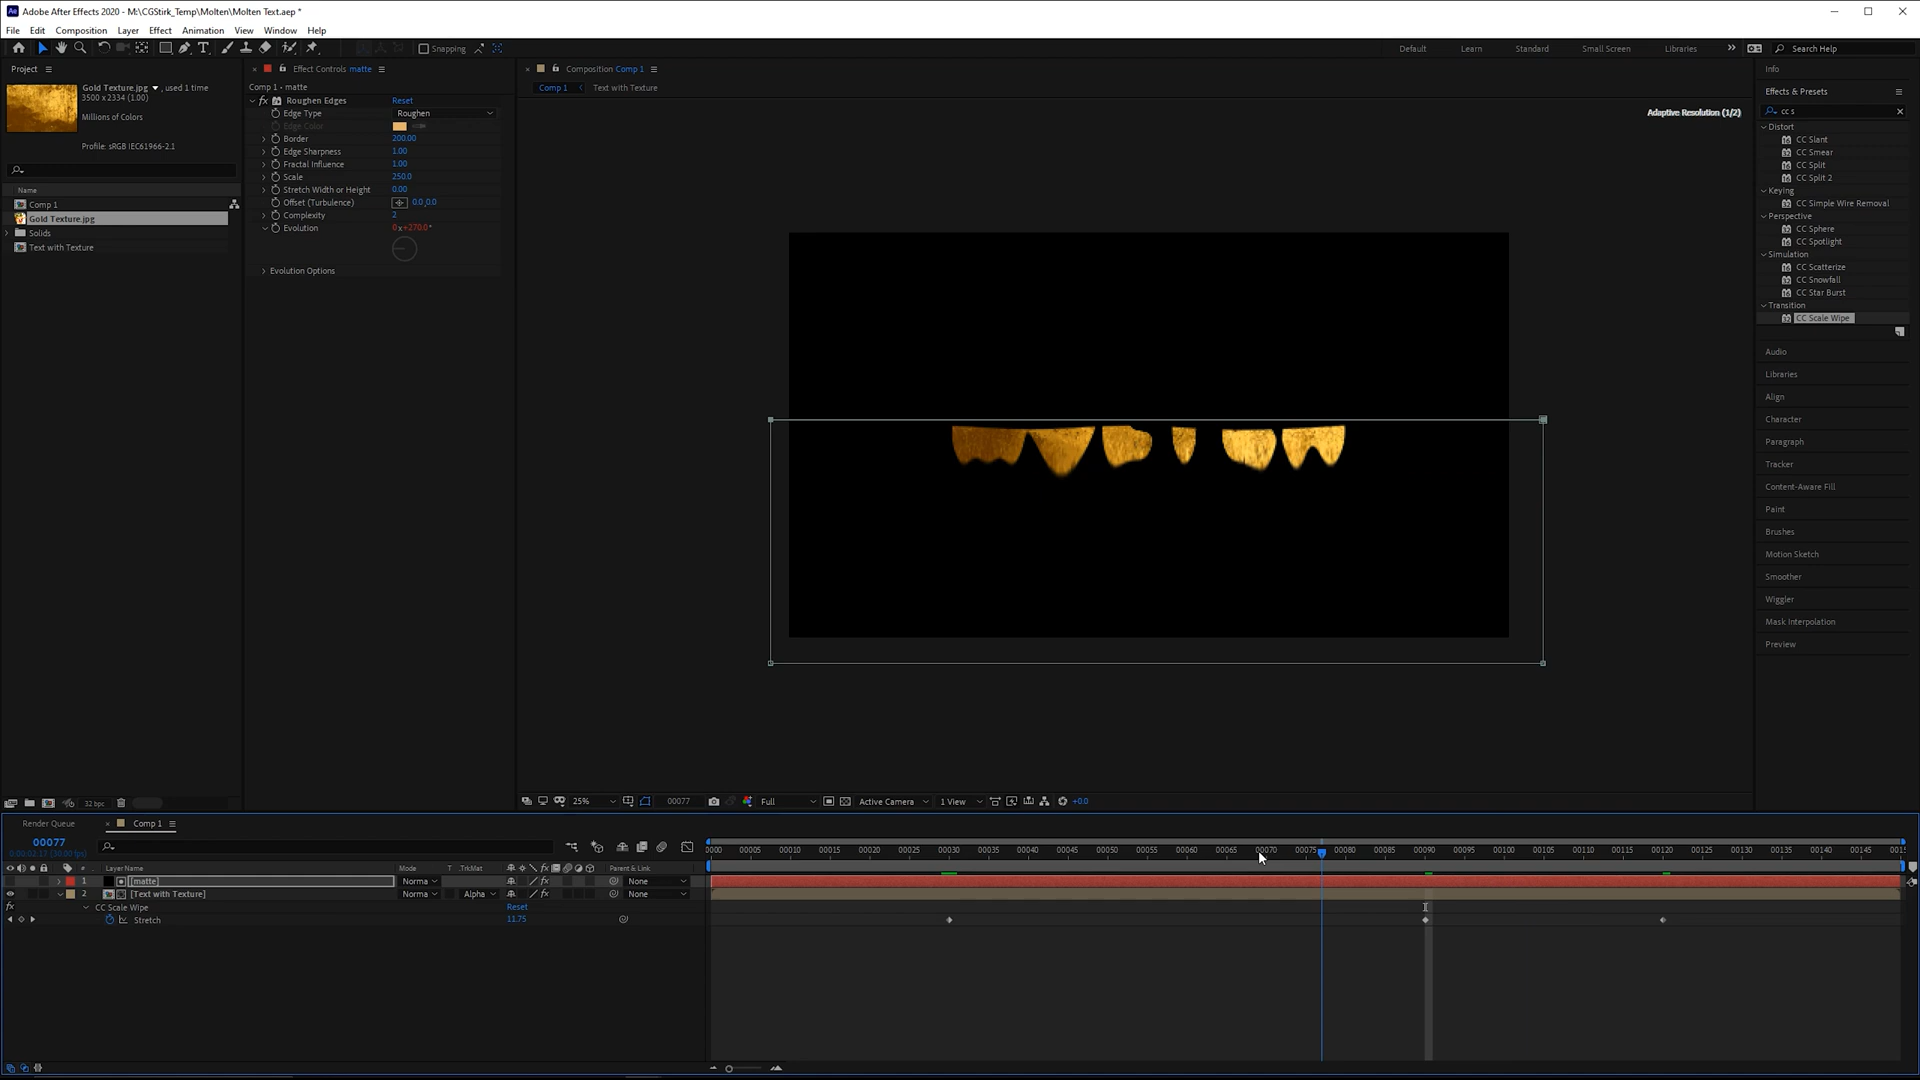 Adobe After Effects 2020 - M:\CGStirk_Temp\Molten\Molten Text.aep *
File Edit Composition Layer Effect Animation View Window Help
Snapping
Default Learn Standard Small Screen Libraries Search Help
Project
Gold Texture.jpg , used 1 time
3500 x 2334 (1.00)
Millions of Colors
Profile: sRGB IEC61966-2.1
Name
Comp 1
Gold Texture.jpg
Solids
Text with Texture
32 bpc
Effect Controls matte
Comp 1 • matte
fx Roughen Edges Reset
Edge Type Roughen
Edge Color
Border 200.00
Edge Sharpness 1.00
Fractal Influence 1.00
Scale 250.0
Stretch Width or Height 0.00
Offset (Turbulence) 0.0,0.0
Complexity 2
Evolution 0x+270.0°
Evolution Options
Composition Comp 1
Comp 1 Text with Texture
Adaptive Resolution (1/2)
25% 00077 Full Active Camera 1 View +0.0
Info
Effects & Presets
cc s
Distort
CC Slant
CC Smear
CC Split
CC Split 2
Keying
CC Simple Wire Removal
Perspective
CC Sphere
CC Spotlight
Simulation
CC Scatterize
CC Snowfall
CC Star Burst
Transition
CC Scale Wipe
Audio
Libraries
Align
Character
Paragraph
Tracker
Content-Aware Fill
Paint
Brushes
Motion Sketch
Smoother
Wiggler
Mask Interpolation
Preview
Render Queue Comp 1
00077
0:00:02:17 (30.00 fps)
0000 00005 00010 00015 00020 00025 00030 00035 00040 00045 00050 00055 00060 00065 00070 00075 00080 00085 00090 00095 00100 00105 00110 00115 00120 00125 00130 00135 00140 00145 0015
# Layer Name Mode T .TrkMat Parent & Link
1 [matte] Norma None
2 [Text with Texture] Norma Alpha None
fx CC Scale Wipe Reset
Stretch 11.75